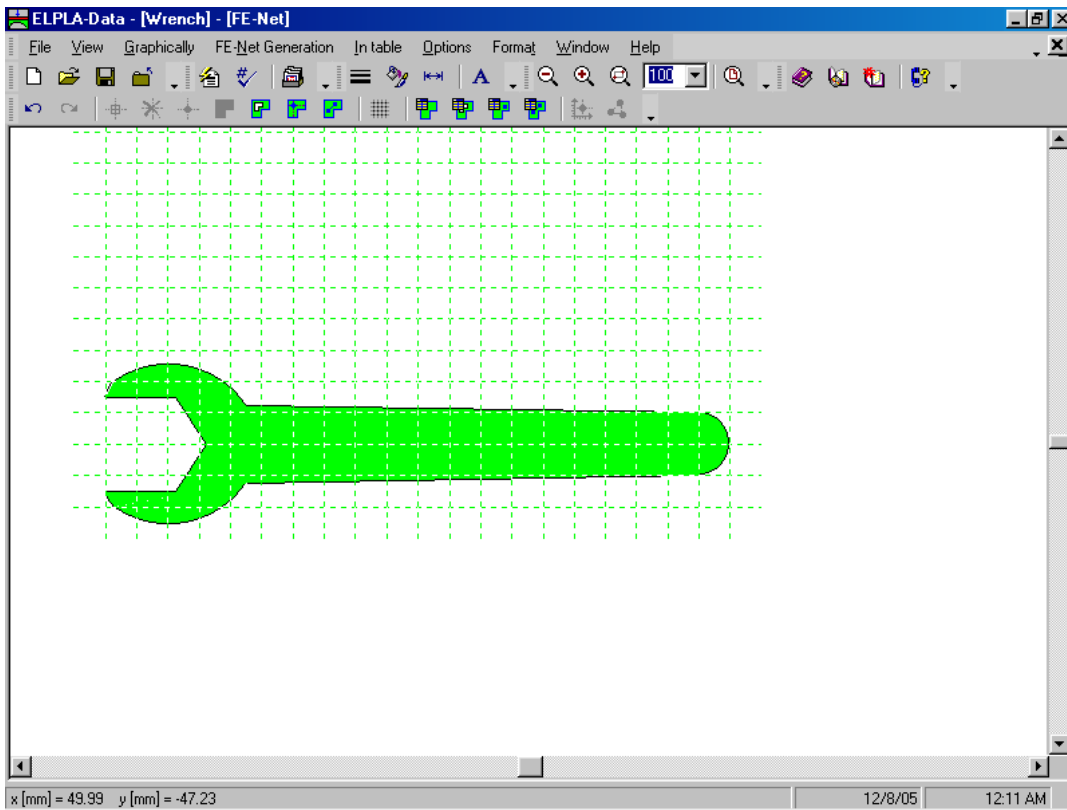 ELPLA-Data - [Wrench] - [FE-Net]
File View Graphically FE-Net Generation In table Options Format Window Help
A 100
x [mm] = 49.99 y [mm] = -47.23 12/8/05 12:11 AM